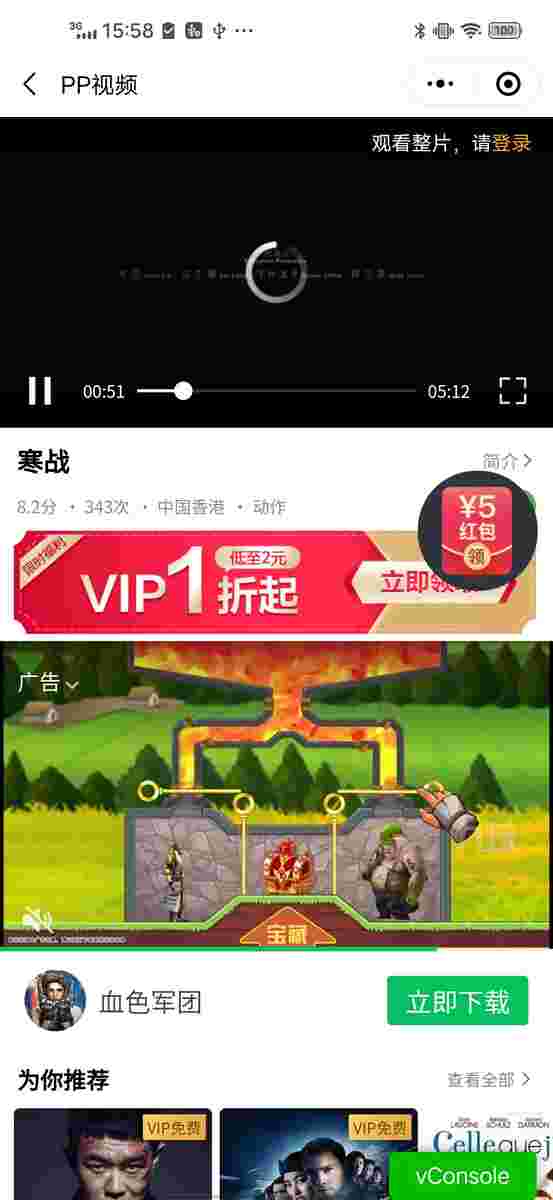 3G 15:58 100
PP视频
观看整片，请登录
00:51 05:12
寒战 简介
8.2分 · 343次 · 中国香港 · 动作
¥5
红包
领
限时福利
VIP1折起
低至2元
立即领
广告
宝藏
血色军团 立即下载
为你推荐 查看全部
VIP免费 VIP免费
vConsole